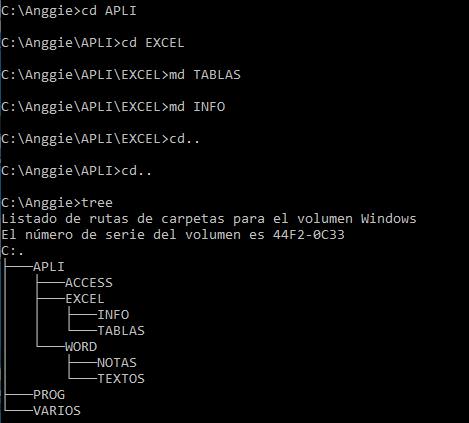 C:\Anggie>cd APLI
C:\Anggie\APLI>cd EXCEL
C:\Anggie\APLI\EXCEL>md TABLAS
C:\Anggie\APLI\EXCEL>md INFO
C:\Anggie\APLI\EXCEL>cd..
C:\Anggie\APLI>cd..
C:\Anggie>tree
Listado de rutas de carpetas para el volumen Windows
El número de serie del volumen es 44F2-0C33
C:.
├───APLI
│   ├───ACCESS
│   ├───EXCEL
│   │   ├───INFO
│   │   └───TABLAS
│   └───WORD
│       ├───NOTAS
│       └───TEXTOS
├───PROG
└───VARIOS